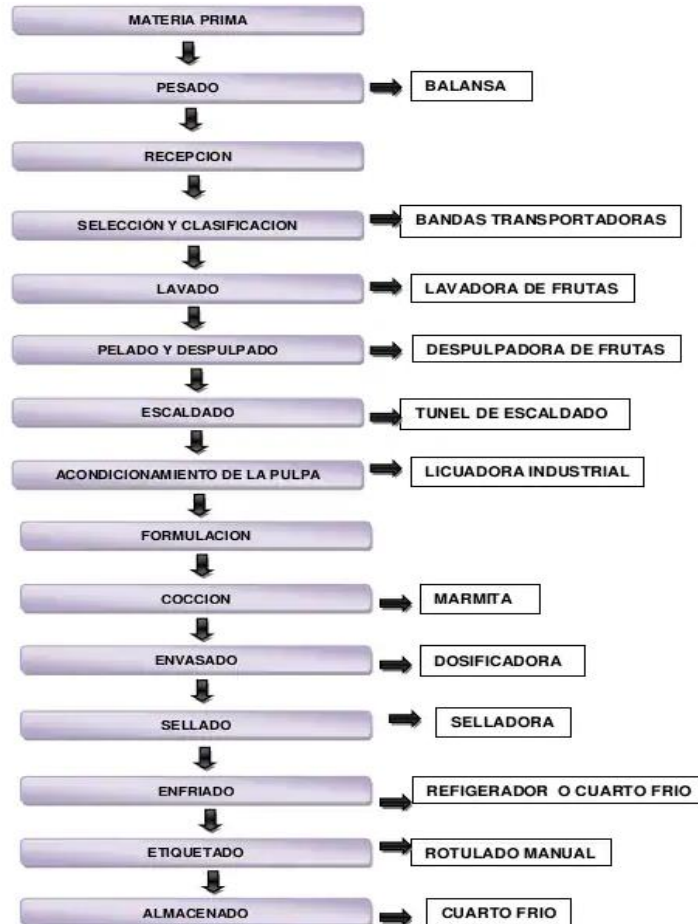 MATERIA PRIMA
PESADO
BALANSA
RECEPCION
SELECCIÓN Y CLASIFICACION
BANDAS TRANSPORTADORAS
LAVADO
LAVADORA DE FRUTAS
PELADO Y DESPULPADO
DESPULPADORA DE FRUTAS
ESCALDADO
TUNEL DE ESCALDADO
ACONDICIONAMIENTO DE LA PULPA
LICUADORA INDUSTRIAL
FORMULACION
COCCION
MARMITA
ENVASADO
DOSIFICADORA
SELLADO
SELLADORA
ENFRIADO
REFIGERADOR O CUARTO FRIO
ETIQUETADO
ROTULADO MANUAL
ALMACENADO
CUARTO FRIO